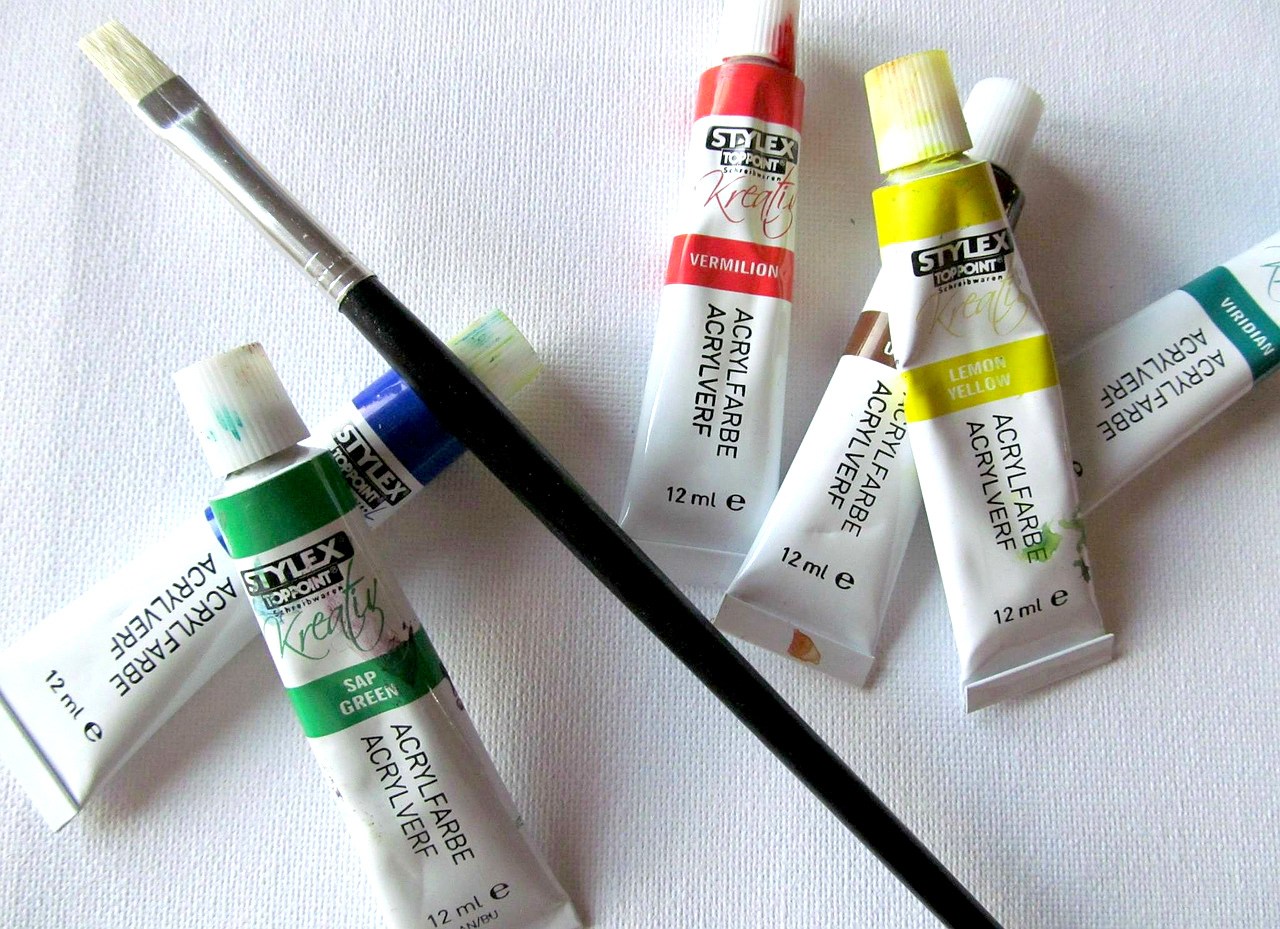 STYLEX
TOPPOINT®
Schreibwaren
Kreativ
VERMILION
ACRYLFARBE
ACRYLVERF
12 ml e
ACRYLFARBE
ACRYLVERF
12 ml e
STYLEX
TOPPOINT®
Schreibwaren
Kreativ
LEMON
YELLOW
ACRYLFARBE
ACRYLVERF
12 ml e
VIRIDIAN
ACRYLFARBE
ACRYLVERF
e
STYLEX
TOPPOINT
ACRYLFARBE
ACRYLVERF
12 ml e
STYLEX
TOPPOINT®
Schreibwaren
Kreativ
SAP
GREEN
ACRYLFARBE
ACRYLVERF
12 ml e